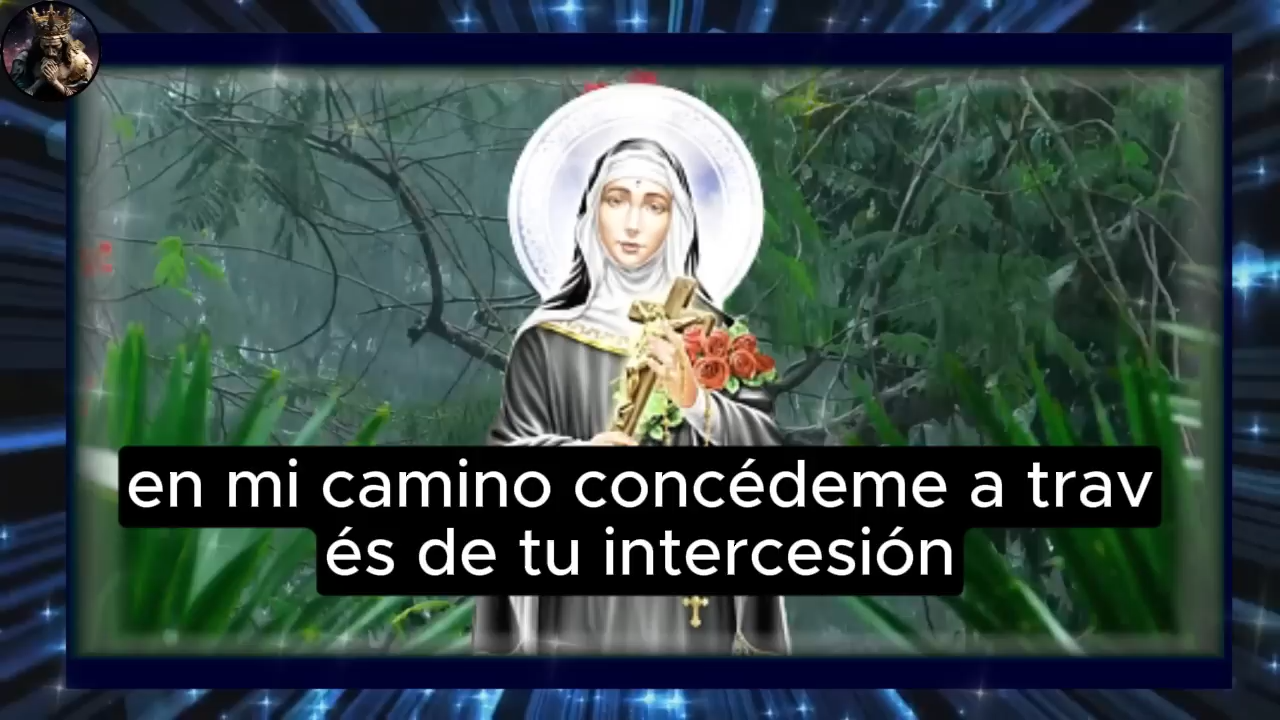 en mi camino concédeme a trav
és de tu intercesión